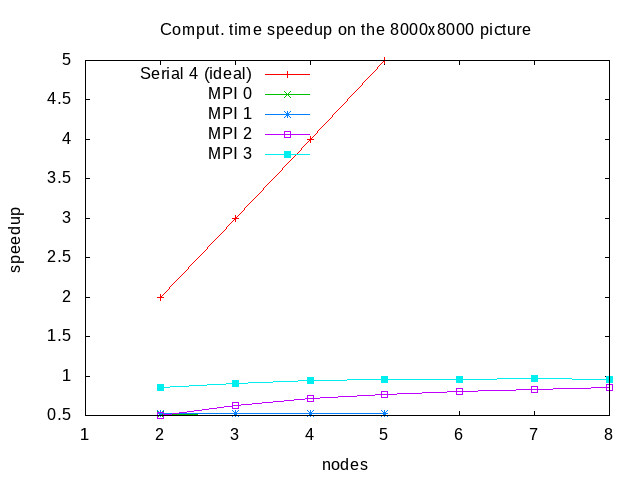 Comput. time speedup on the 8000x8000 picture
5
4.5
4
3.5
3
2.5
2
1.5
1
0.5
speedup
Serial 4 (ideal)
MPI 0
MPI 1
MPI 2
MPI 3
1 2 3 4 5 6 7 8
nodes